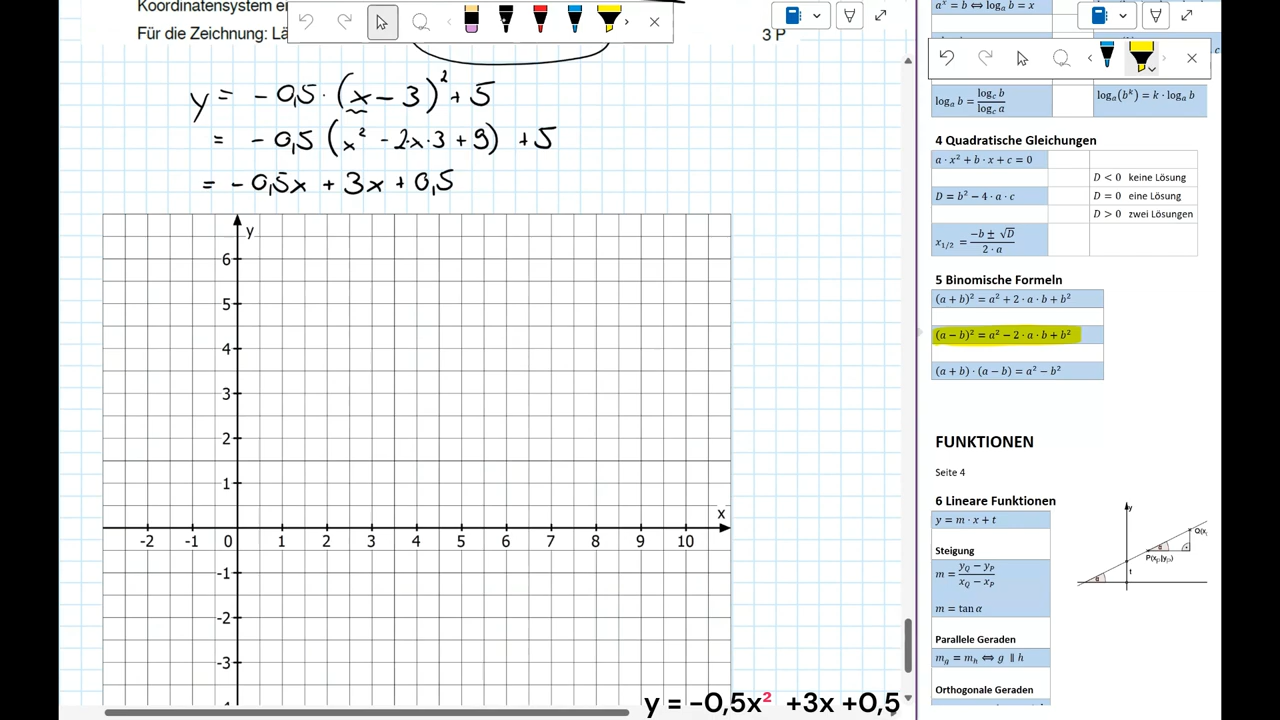 Koordinatensystem
Für die Zeichnung:
3 P
y = - 0,5 · (x - 3)² + 5
= - 0,5 (x² - 2·x·3 + 9) + 5
= - 0,5x + 3x + 0,5
y
6
5
4
3
2
1
x
-2 -1 0 1 2 3 4 5 6 7 8 9 10
-1
-2
-3
y = −0,5x² +3x +0,5
aˣ = b ⇔ logₐ b = x
logₐ b = log_c b / log_c a
logₐ(bᵏ) = k · logₐ b
4 Quadratische Gleichungen
a · x² + b · x + c = 0
D < 0 keine Lösung
D = b² − 4 · a · c
D = 0 eine Lösung
D > 0 zwei Lösungen
x₁/₂ = (−b ± √D) / (2 · a)
5 Binomische Formeln
(a + b)² = a² + 2 · a · b + b²
(a − b)² = a² − 2 · a · b + b²
(a + b) · (a − b) = a² − b²
FUNKTIONEN
Seite 4
6 Lineare Funktionen
y = m · x + t
Steigung
m = (y_Q − y_P) / (x_Q − x_P)
m = tan α
Parallele Geraden
m_g = m_h ⇔ g ∥ h
Orthogonale Geraden
y
t